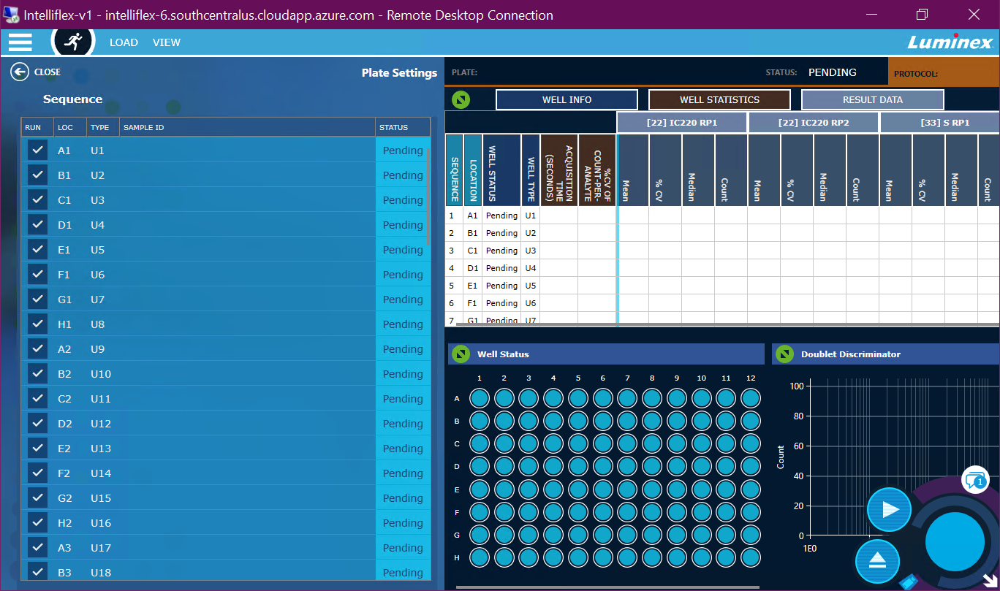 Intelliflex-v1 - intelliflex-6.southcentralus.cloudapp.azure.com - Remote Desktop Connection
LOAD VIEW
Luminex
CLOSE
Plate Settings
Sequence
RUN LOC TYPE SAMPLE ID STATUS
A1 U1 Pending
B1 U2 Pending
C1 U3 Pending
D1 U4 Pending
E1 U5 Pending
F1 U6 Pending
G1 U7 Pending
H1 U8 Pending
A2 U9 Pending
B2 U10 Pending
C2 U11 Pending
D2 U12 Pending
E2 U13 Pending
F2 U14 Pending
G2 U15 Pending
H2 U16 Pending
A3 U17 Pending
B3 U18 Pending
PLATE: STATUS: PENDING PROTOCOL:
WELL INFO WELL STATISTICS RESULT DATA
[22] IC220 RP1 [22] IC220 RP2 [33] S RP1
SEQUENCE
LOCATION
WELL STATUS
WELL TYPE
ACQUISITION
TIME
(SECONDS)
%CV OF
COUNT-PER-
ANALYTE
Mean % CV Median Count Mean % CV Median Count Mean % CV Median Count
1 A1 Pending U1
2 B1 Pending U2
3 C1 Pending U3
4 D1 Pending U4
5 E1 Pending U5
6 F1 Pending U6
7 G1 Pending U7
Well Status
1 2 3 4 5 6 7 8 9 10 11 12
A
B
C
D
E
F
G
H
Doublet Discriminator
100
80
60
40
20
0
Count
1E0
1